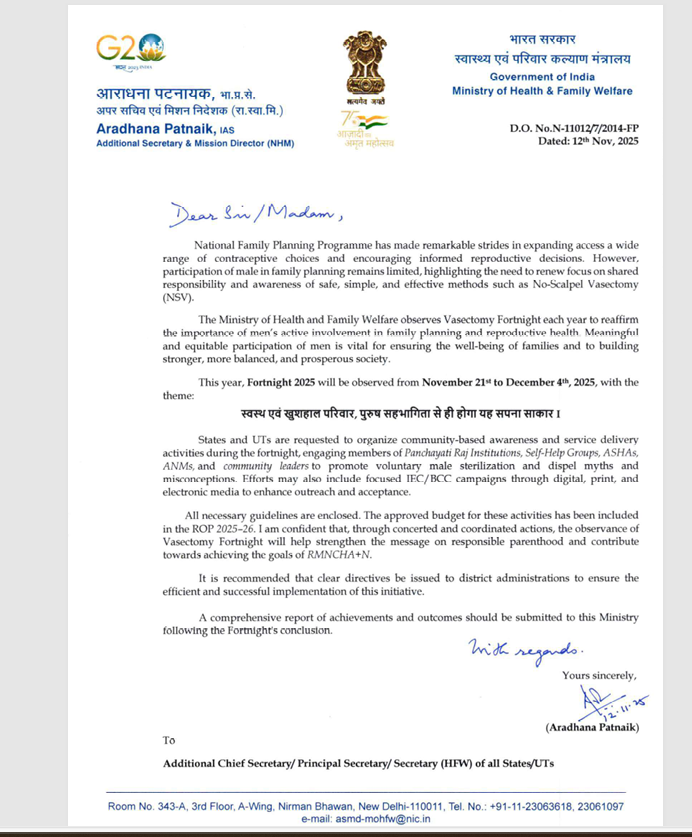 G20
भारत 2023 INDIA
आराधना पटनायक, भा.प्र.से.
अपर सचिव एवं मिशन निदेशक (रा.स्वा.मि.)
Aradhana Patnaik, IAS
Additional Secretary & Mission Director (NHM)
सत्यमेव जयते
75
आज़ादी का
अमृत महोत्सव
भारत सरकार
स्वास्थ्य एवं परिवार कल्याण मंत्रालय
Government of India
Ministry of Health & Family Welfare
D.O. No.N-11012/7/2014-FP
Dated: 12th Nov, 2025
Dear Sir/Madam,
National Family Planning Programme has made remarkable strides in expanding access a wide
range of contraceptive choices and encouraging informed reproductive decisions. However,
participation of male in family planning remains limited, highlighting the need to renew focus on shared
responsibility and awareness of safe, simple, and effective methods such as No-Scalpel Vasectomy
(NSV).
The Ministry of Health and Family Welfare observes Vasectomy Fortnight each year to reaffirm
the importance of men's active involvement in family planning and reproductive health. Meaningful
and equitable participation of men is vital for ensuring the well-being of families and to building
stronger, more balanced, and prosperous society.
This year, Fortnight 2025 will be observed from November 21st to December 4th, 2025, with the
theme:
स्वस्थ एवं खुशहाल परिवार, पुरुष सहभागिता से ही होगा यह सपना साकार I
States and UTs are requested to organize community-based awareness and service delivery
activities during the fortnight, engaging members of Panchayati Raj Institutions, Self-Help Groups, ASHAs,
ANMs, and community leaders to promote voluntary male sterilization and dispel myths and
misconceptions. Efforts may also include focused IEC/BCC campaigns through digital, print, and
electronic media to enhance outreach and acceptance.
All necessary guidelines are enclosed. The approved budget for these activities has been included
in the ROP 2025-26. I am confident that, through concerted and coordinated actions, the observance of
Vasectomy Fortnight will help strengthen the message on responsible parenthood and contribute
towards achieving the goals of RMNCHA+N.
It is recommended that clear directives be issued to district administrations to ensure the
efficient and successful implementation of this initiative.
A comprehensive report of achievements and outcomes should be submitted to this Ministry
following the Fortnight's conclusion.
With regards.
Yours sincerely,
12.11.25
(Aradhana Patnaik)
To
Additional Chief Secretary/ Principal Secretary/ Secretary (HFW) of all States/UTs
Room No. 343-A, 3rd Floor, A-Wing, Nirman Bhawan, New Delhi-110011, Tel. No.: +91-11-23063618, 23061097
e-mail: asmd-mohfw@nic.in